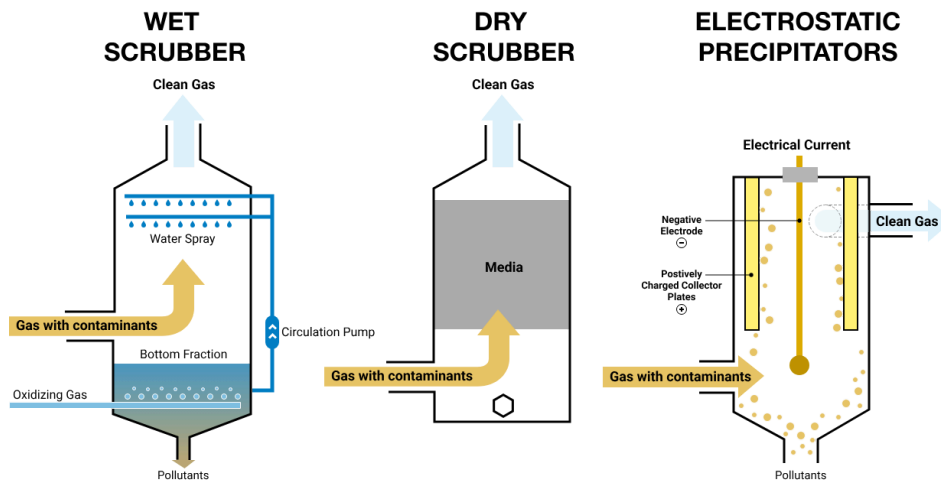 WET
SCRUBBER
Clean Gas
Water Spray
Gas with contaminants
Circulation Pump
Bottom Fraction
Oxidizing Gas
Pollutants
DRY
SCRUBBER
Clean Gas
Media
Gas with contaminants
ELECTROSTATIC
PRECIPITATORS
Electrical Current
Negative
Electrode
−
Clean Gas
Postively
Charged Collector
Plates
+
Gas with contaminants
Pollutants